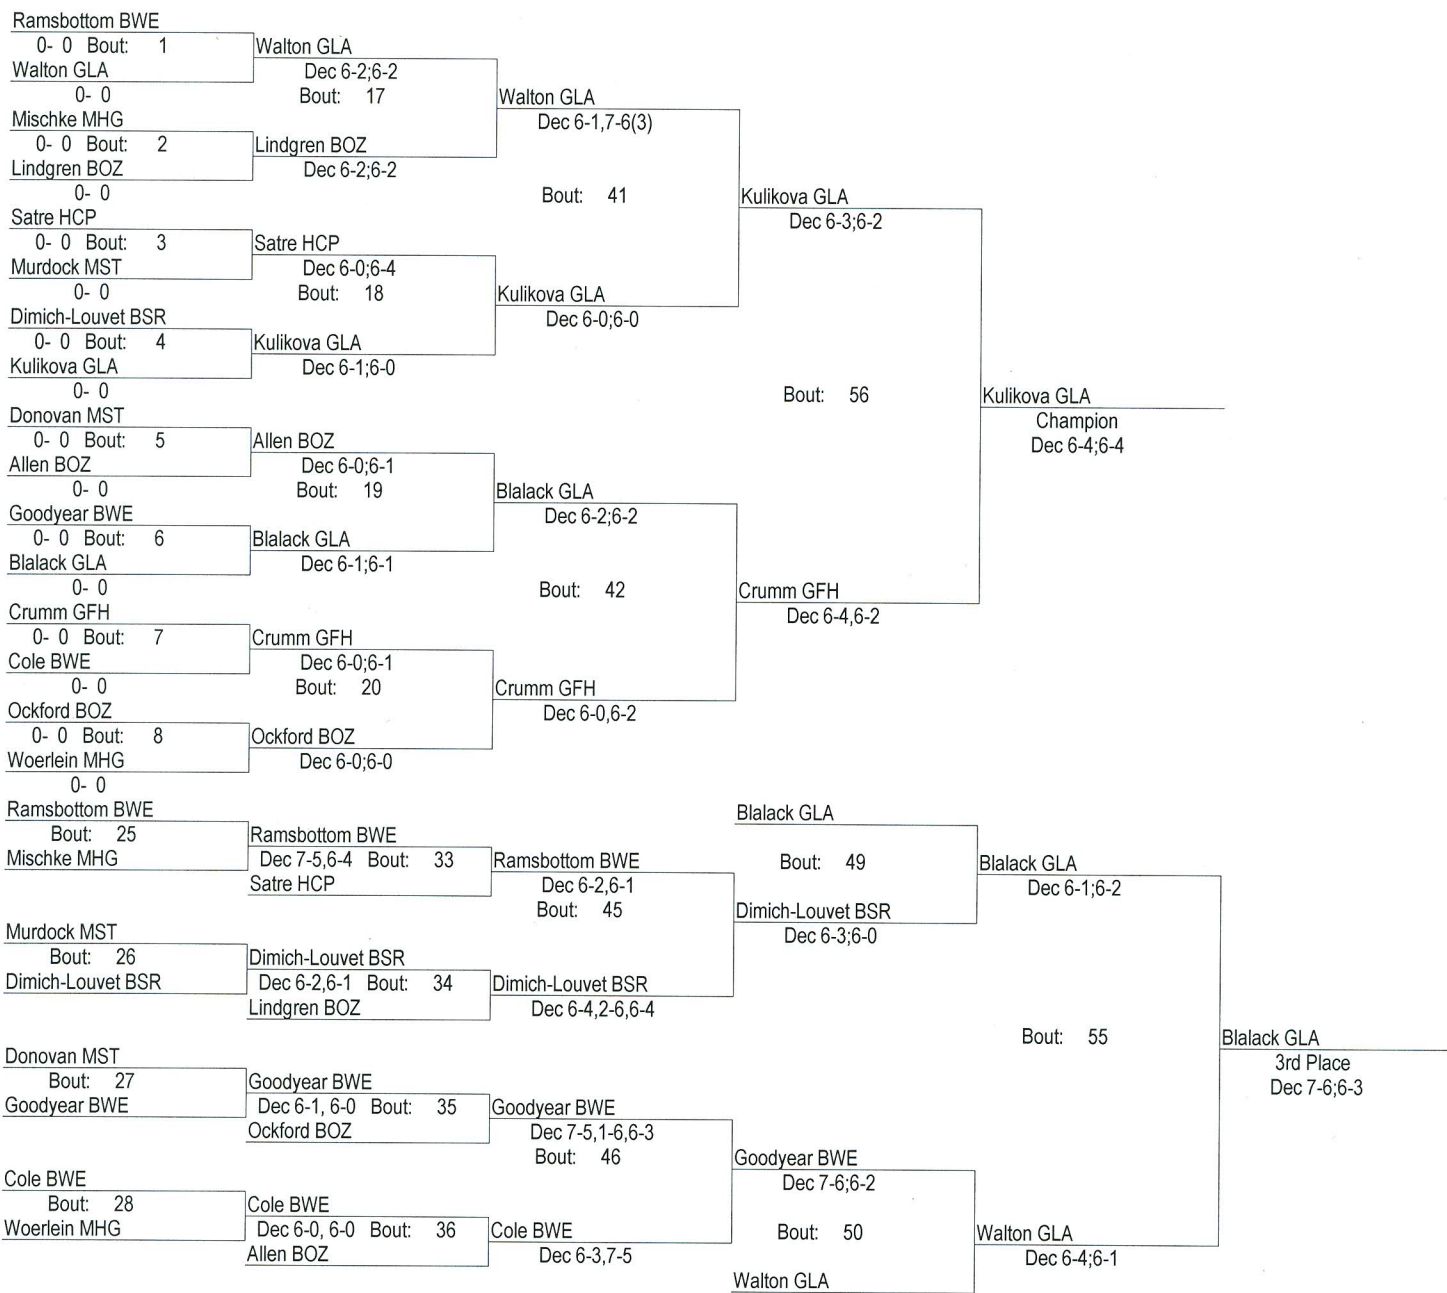 Ramsbottom BWE
0- 0 Bout: 1
Walton GLA
0- 0
Mischke MHG
0- 0 Bout: 2
Lindgren BOZ
0- 0
Satre HCP
0- 0 Bout: 3
Murdock MST
0- 0
Dimich-Louvet BSR
0- 0 Bout: 4
Kulikova GLA
0- 0
Donovan MST
0- 0 Bout: 5
Allen BOZ
0- 0
Goodyear BWE
0- 0 Bout: 6
Blalack GLA
0- 0
Crumm GFH
0- 0 Bout: 7
Cole BWE
0- 0
Ockford BOZ
0- 0 Bout: 8
Woerlein MHG
0- 0
Walton GLA
Dec 6-2;6-2
Bout: 17
Lindgren BOZ
Dec 6-2;6-2
Satre HCP
Dec 6-0;6-4
Bout: 18
Kulikova GLA
Dec 6-1;6-0
Allen BOZ
Dec 6-0;6-1
Bout: 19
Blalack GLA
Dec 6-1;6-1
Crumm GFH
Dec 6-0;6-1
Bout: 20
Ockford BOZ
Dec 6-0;6-0
Walton GLA
Dec 6-1,7-6(3)
Bout: 41
Kulikova GLA
Dec 6-0;6-0
Blalack GLA
Dec 6-2;6-2
Bout: 42
Crumm GFH
Dec 6-0,6-2
Kulikova GLA
Dec 6-3;6-2
Bout: 56
Crumm GFH
Dec 6-4,6-2
Kulikova GLA
Champion
Dec 6-4;6-4
Ramsbottom BWE
Bout: 25
Mischke MHG
Murdock MST
Bout: 26
Dimich-Louvet BSR
Donovan MST
Bout: 27
Goodyear BWE
Cole BWE
Bout: 28
Woerlein MHG
Ramsbottom BWE
Dec 7-5,6-4 Bout: 33
Satre HCP
Dimich-Louvet BSR
Dec 6-2,6-1 Bout: 34
Lindgren BOZ
Goodyear BWE
Dec 6-1, 6-0 Bout: 35
Ockford BOZ
Cole BWE
Dec 6-0, 6-0 Bout: 36
Allen BOZ
Ramsbottom BWE
Dec 6-2,6-1
Bout: 45
Dimich-Louvet BSR
Dec 6-4,2-6,6-4
Goodyear BWE
Dec 7-5,1-6,6-3
Bout: 46
Cole BWE
Dec 6-3,7-5
Blalack GLA
Bout: 49
Dimich-Louvet BSR
Dec 6-3;6-0
Goodyear BWE
Dec 7-6;6-2
Bout: 50
Walton GLA
Blalack GLA
Dec 6-1;6-2
Bout: 55
Walton GLA
Dec 6-4;6-1
Blalack GLA
3rd Place
Dec 7-6;6-3